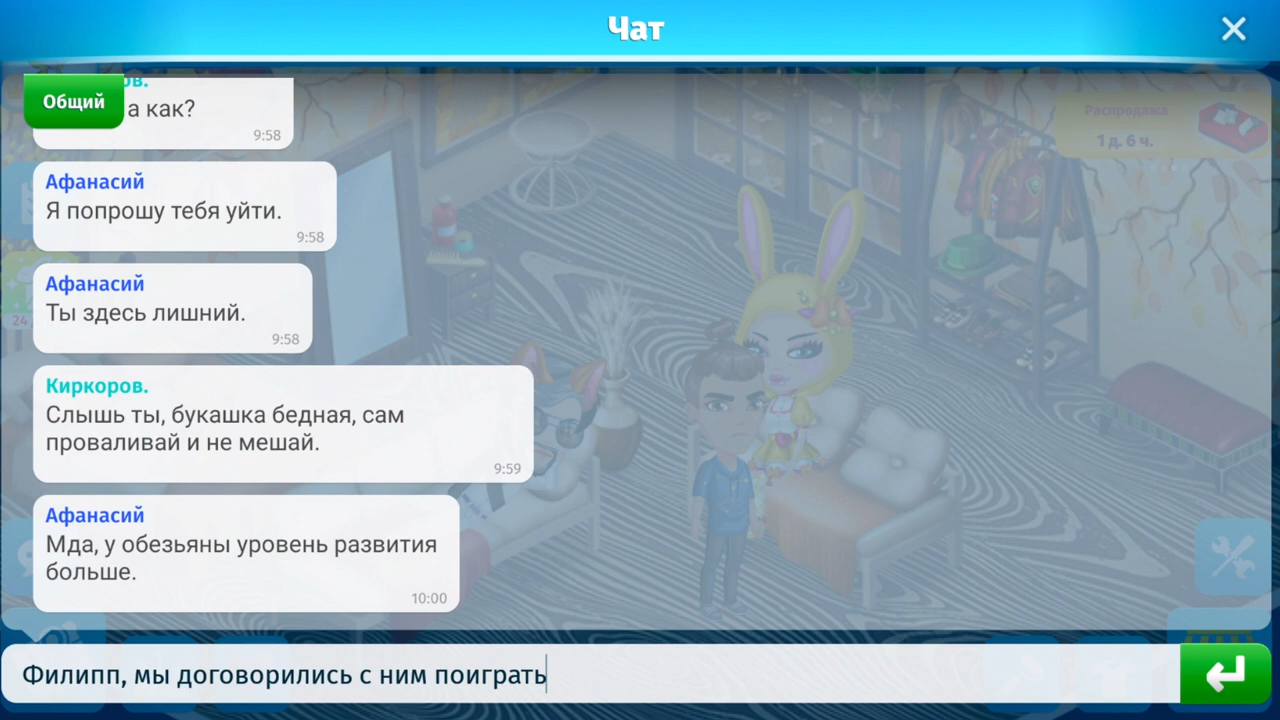 Чат
Общий
ов.
а как?
9:58
Распродажа
1 д. 6 ч.
Афанасий
Я попрошу тебя уйти.
9:58
Афанасий
Ты здесь лишний.
9:58
24
Киркоров.
Слышь ты, букашка бедная, сам
проваливай и не мешай.
9:59
Афанасий
Мда, у обезьяны уровень развития
больше.
10:00
Филипп, мы договорились с ним поиграть